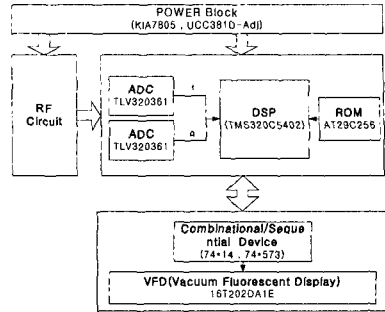 POWER Block
(KIA7805 , UCC3810-Adj)
RF
Circuit
ADC
TLV320361
I
ADC
TLV320361
Q
DSP
(TMS320C5402)
ROM
AT29C256
Combinational/Seque
ntial Device
(74*14 , 74*573)
VFD(Vacuum Fluorescent Display)
16T202DA1E